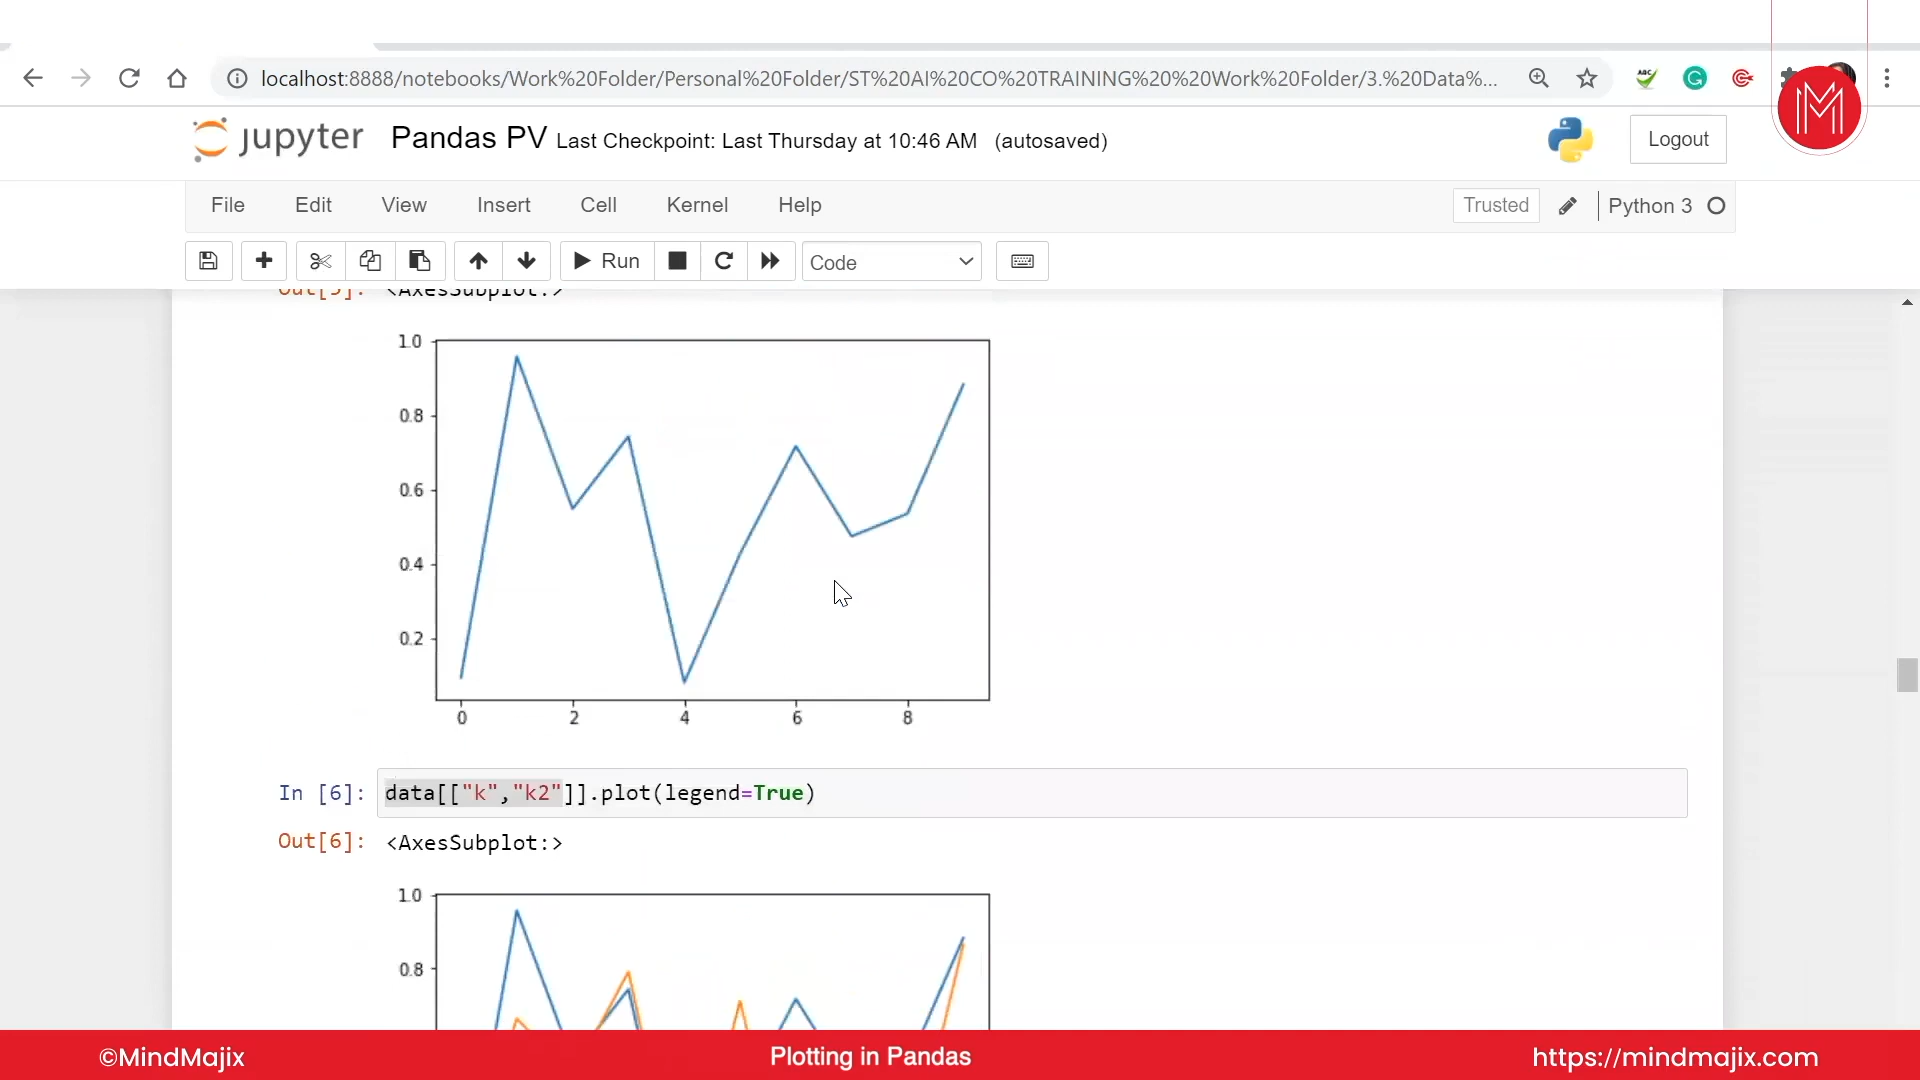 localhost:8888/notebooks/Work%20Folder/Personal%20Folder/ST%20AI%20CO%20TRAINING%20%20Work%20Folder/3.%20Data%...
ABC
jupyter Pandas PV Last Checkpoint: Last Thursday at 10:46 AM (autosaved)
Logout
File Edit View Insert Cell Kernel Help Trusted Python 3
Run Code
Out[5]: <AxesSubplot:>
1.0
0.8
0.6
0.4
0.2
0 2 4 6 8
In [6]: data[["k","k2"]].plot(legend=True)
Out[6]: <AxesSubplot:>
1.0
0.8
©MindMajix Plotting in Pandas https://mindmajix.com